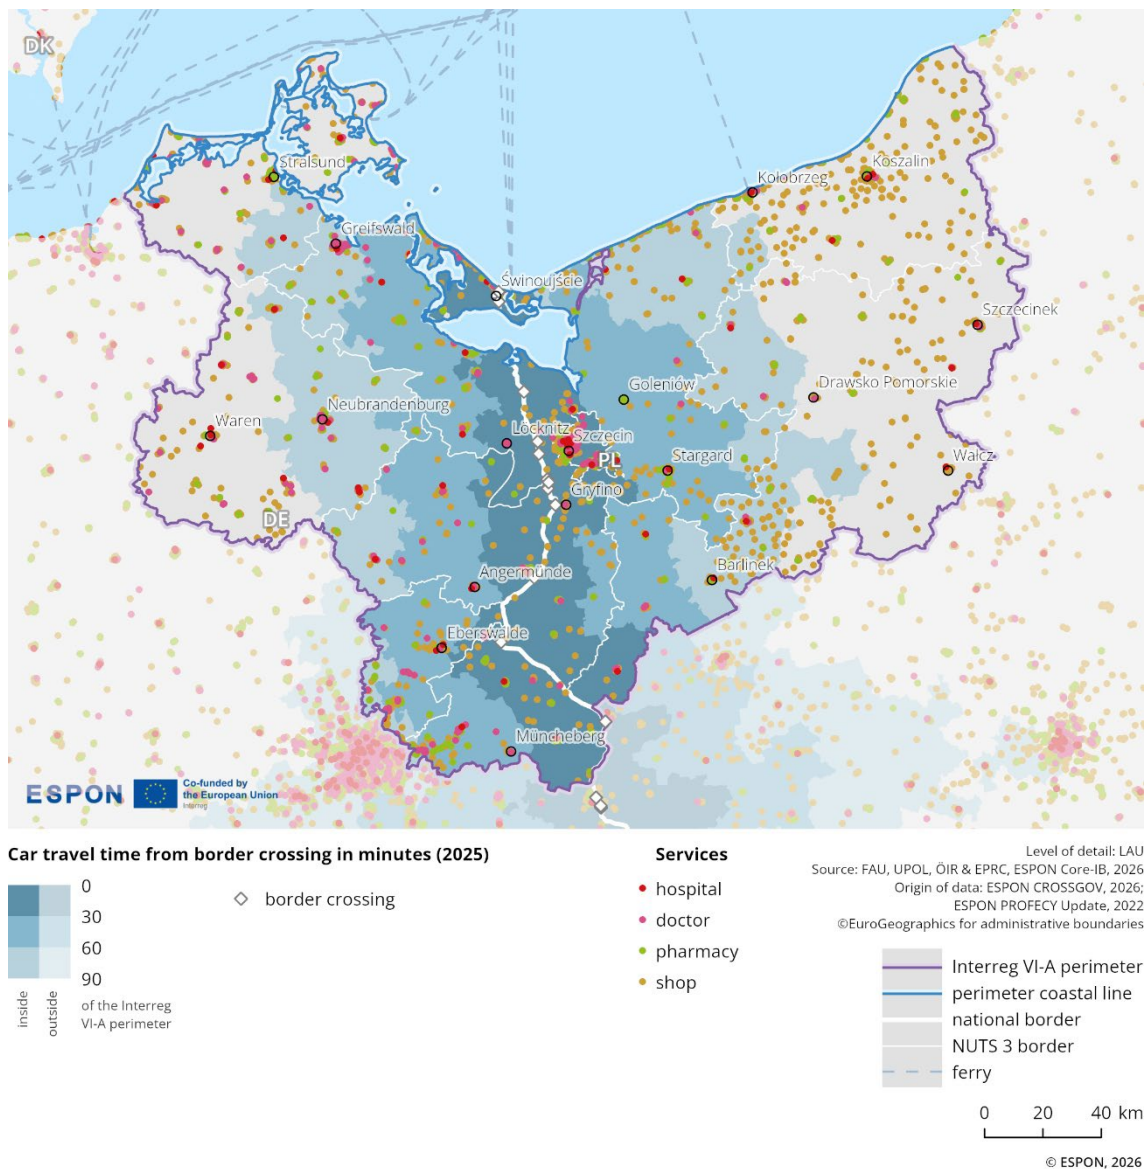 DK
Stralsund
Greifswald
Świnoujście
Kołobrzeg
Koszalin
Szczecinek
Drawsko Pomorskie
Goleniów
Neubrandenburg
Waren
Löcknitz
Szczecin
PL
Stargard
Wałcz
Gryfino
DE
Angermünde
Barlinek
Eberswalde
Müncheberg
ESPON
Co-funded by
the European Union
Interreg
Car travel time from border crossing in minutes (2025)
0
30
60
90
inside
outside
of the Interreg
VI-A perimeter
border crossing
Services
hospital
doctor
pharmacy
shop
Level of detail: LAU
Source: FAU, UPOL, ÖIR & EPRC, ESPON Core-IB, 2026
Origin of data: ESPON CROSSGOV, 2026;
ESPON PROFECY Update, 2022
©EuroGeographics for administrative boundaries
Interreg VI-A perimeter
perimeter coastal line
national border
NUTS 3 border
ferry
0 20 40 km
© ESPON, 2026